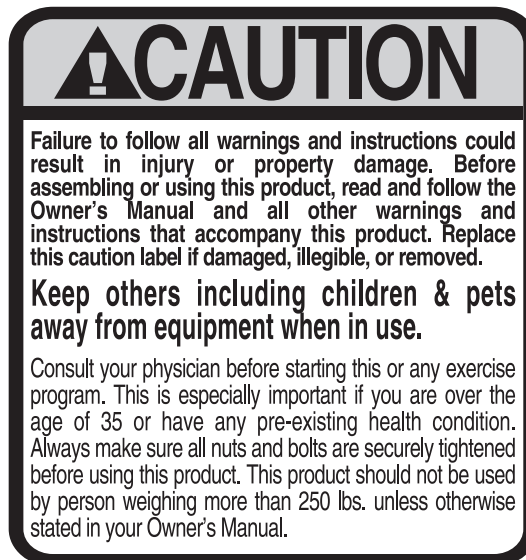 CAUTION
Failure to follow all warnings and instructions could
result in injury or property damage. Before
assembling or using this product, read and follow the
Owner's Manual and all other warnings and
instructions that accompany this product. Replace
this caution label if damaged, illegible, or removed.
Keep others including children & pets
away from equipment when in use.
Consult your physician before starting this or any exercise
program. This is especially important if you are over the
age of 35 or have any pre-existing health condition.
Always make sure all nuts and bolts are securely tightened
before using this product. This product should not be used
by person weighing more than 250 lbs. unless otherwise
stated in your Owner's Manual.